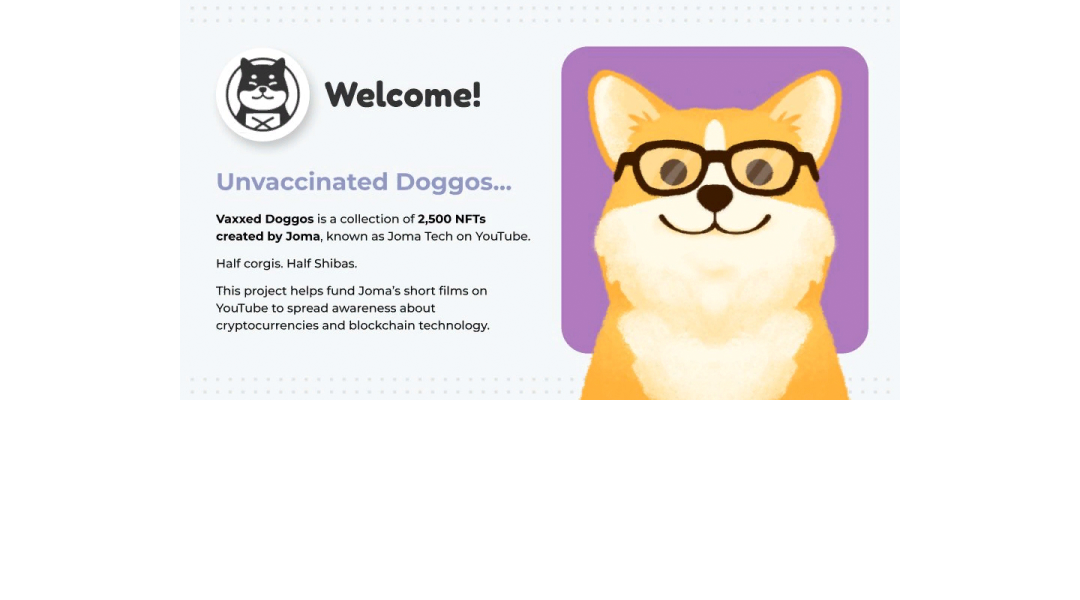 Welcome!
Unvaccinated Doggos...
Vaxxed Doggos is a collection of 2,500 NFTs
created by Joma, known as Joma Tech on YouTube.
Half corgis. Half Shibas.
This project helps fund Joma's short films on
YouTube to spread awareness about
cryptocurrencies and blockchain technology.